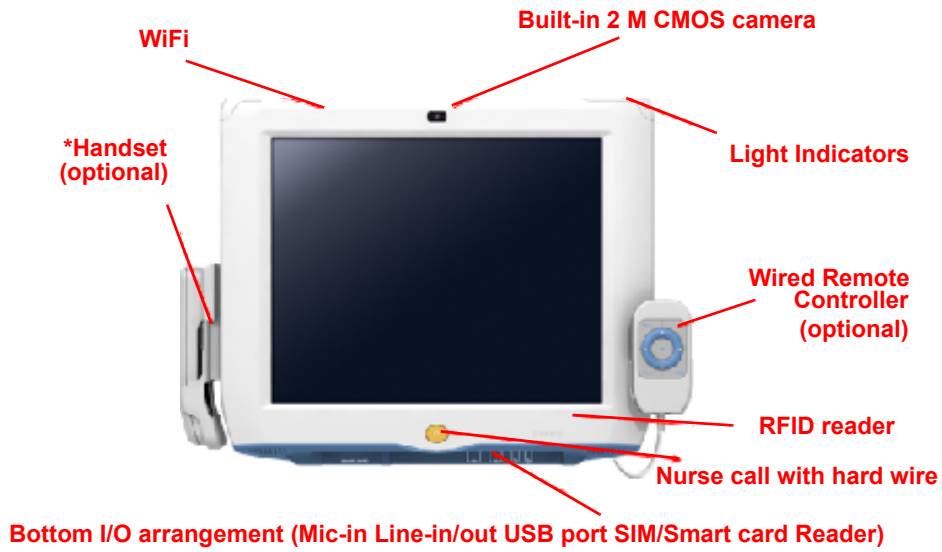 Built-in 2 M CMOS camera
WiFi
*Handset
(optional)
Light Indicators
Wired Remote
Controller
(optional)
RFID reader
Nurse call with hard wire
Bottom I/O arrangement (Mic-in Line-in/out USB port SIM/Smart card Reader)